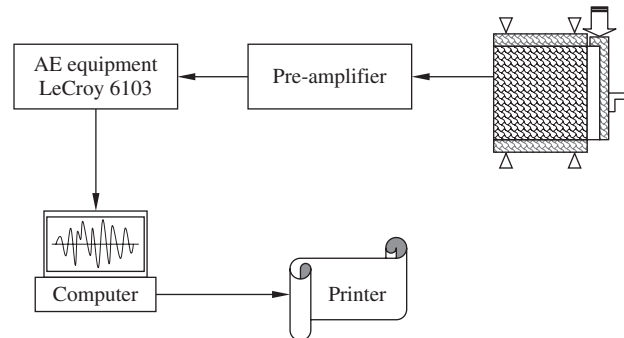 AE equipment
LeCroy 6103
Pre-amplifier
Computer
Printer